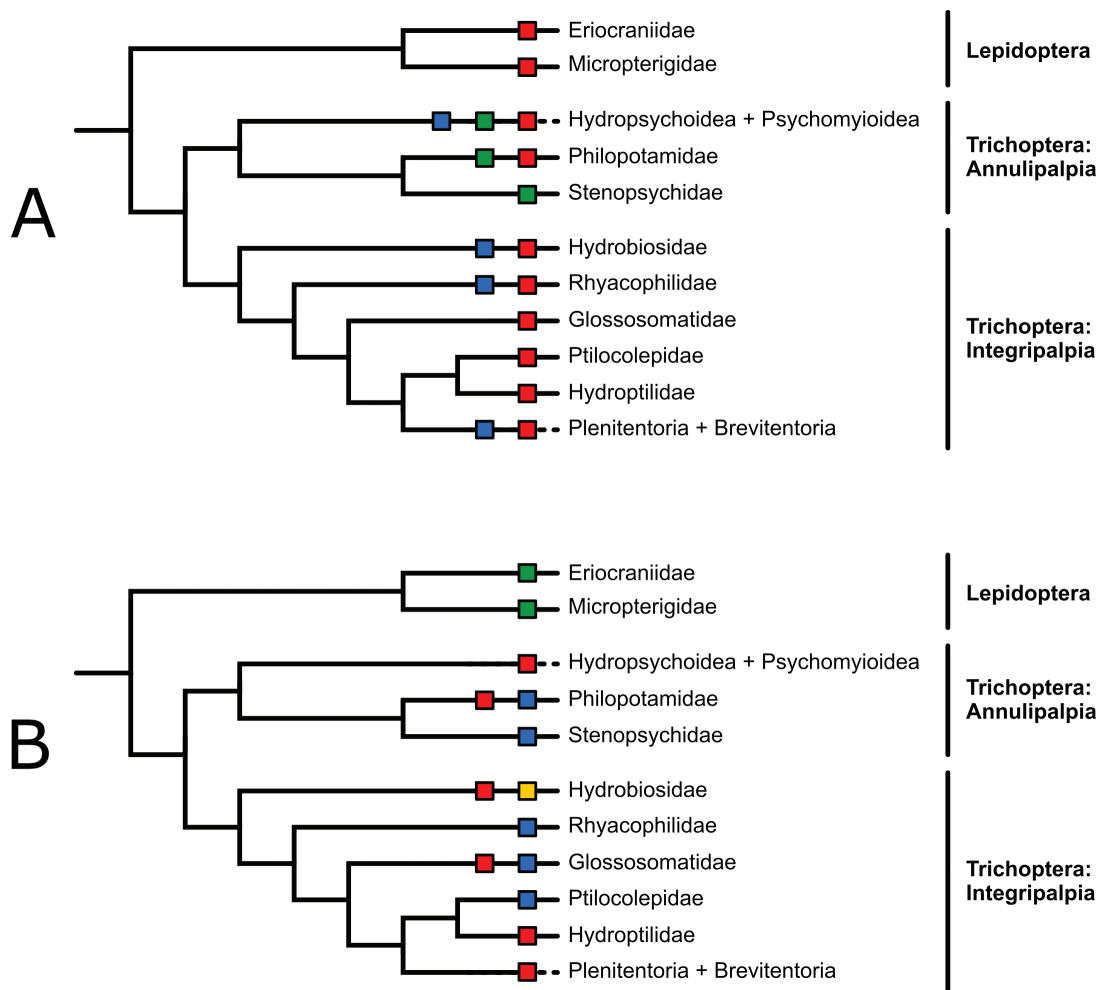 Eriocraniidae
Lepidoptera
Micropterigidae
Hydropsychoidea + Psychomyioidea
Trichoptera:
Philopotamidae
Annulipalpia
Stenopsychidae
A
Hydrobiosidae
Rhyacophilidae
Glossosomatidae
Trichoptera:
Integripalpia
Ptilocolepidae
Hydroptilidae
Plenitentoria + Brevitentoria
Eriocraniidae
Lepidoptera
Micropterigidae
Hydropsychoidea + Psychomyioidea
Trichoptera:
Philopotamidae
Annulipalpia
Stenopsychidae
B
Hydrobiosidae
Rhyacophilidae
Glossosomatidae
Trichoptera:
Integripalpia
Ptilocolepidae
Hydroptilidae
Plenitentoria + Brevitentoria